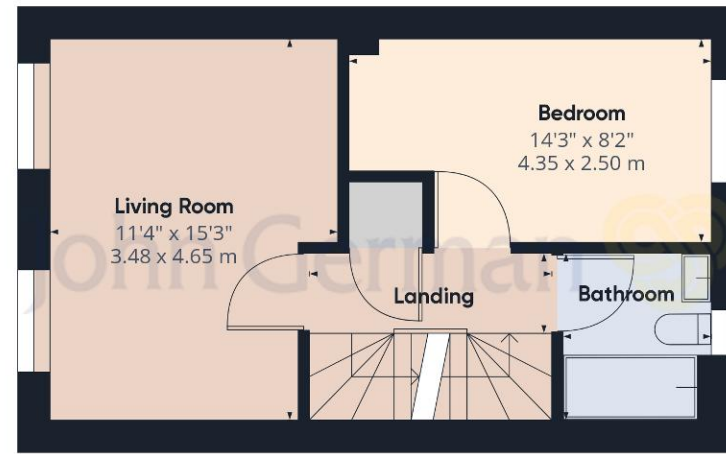 Bedroom
14'3" x 8'2"
4.35 x 2.50 m
Living Room
11'4" x 15'3"
3.48 x 4.65 m
John German
Landing
Bathroom